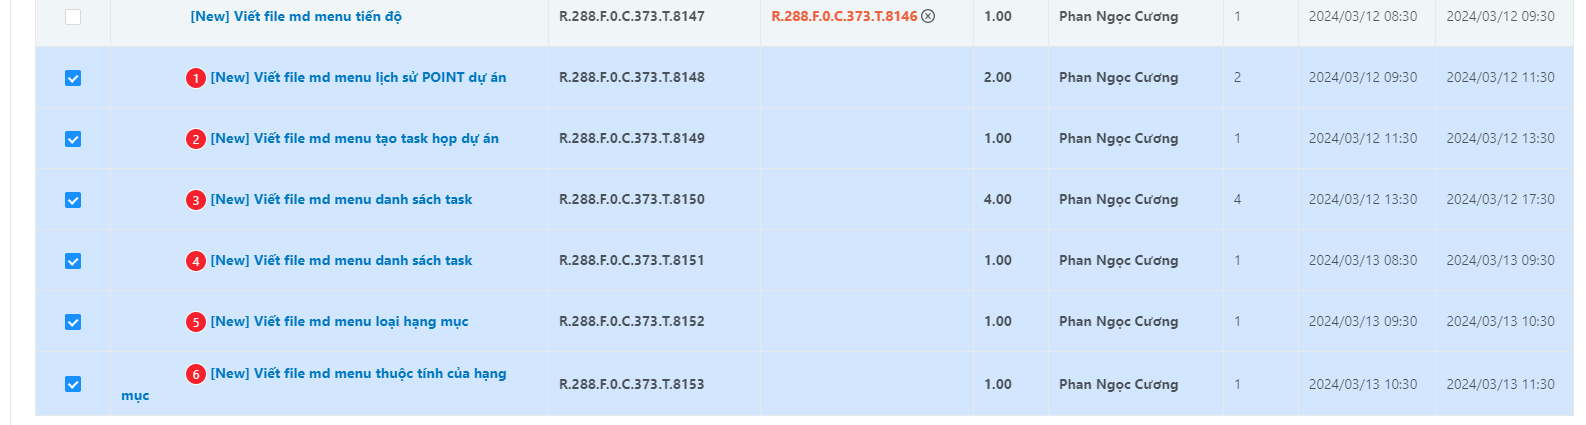 [New] Viết file md menu tiến độ R.288.F.0.C.373.T.8147 R.288.F.0.C.373.T.8146 1.00 Phan Ngọc Cương 1 2024/03/12 08:30 2024/03/12 09:30
1 [New] Viết file md menu lịch sử POINT dự án R.288.F.0.C.373.T.8148 2.00 Phan Ngọc Cương 2 2024/03/12 09:30 2024/03/12 11:30
2 [New] Viết file md menu tạo task họp dự án R.288.F.0.C.373.T.8149 1.00 Phan Ngọc Cương 1 2024/03/12 11:30 2024/03/12 13:30
3 [New] Viết file md menu danh sách task R.288.F.0.C.373.T.8150 4.00 Phan Ngọc Cương 4 2024/03/12 13:30 2024/03/12 17:30
4 [New] Viết file md menu danh sách task R.288.F.0.C.373.T.8151 1.00 Phan Ngọc Cương 1 2024/03/13 08:30 2024/03/13 09:30
5 [New] Viết file md menu loại hạng mục R.288.F.0.C.373.T.8152 1.00 Phan Ngọc Cương 1 2024/03/13 09:30 2024/03/13 10:30
6 [New] Viết file md menu thuộc tính của hạng
mục R.288.F.0.C.373.T.8153 1.00 Phan Ngọc Cương 1 2024/03/13 10:30 2024/03/13 11:30